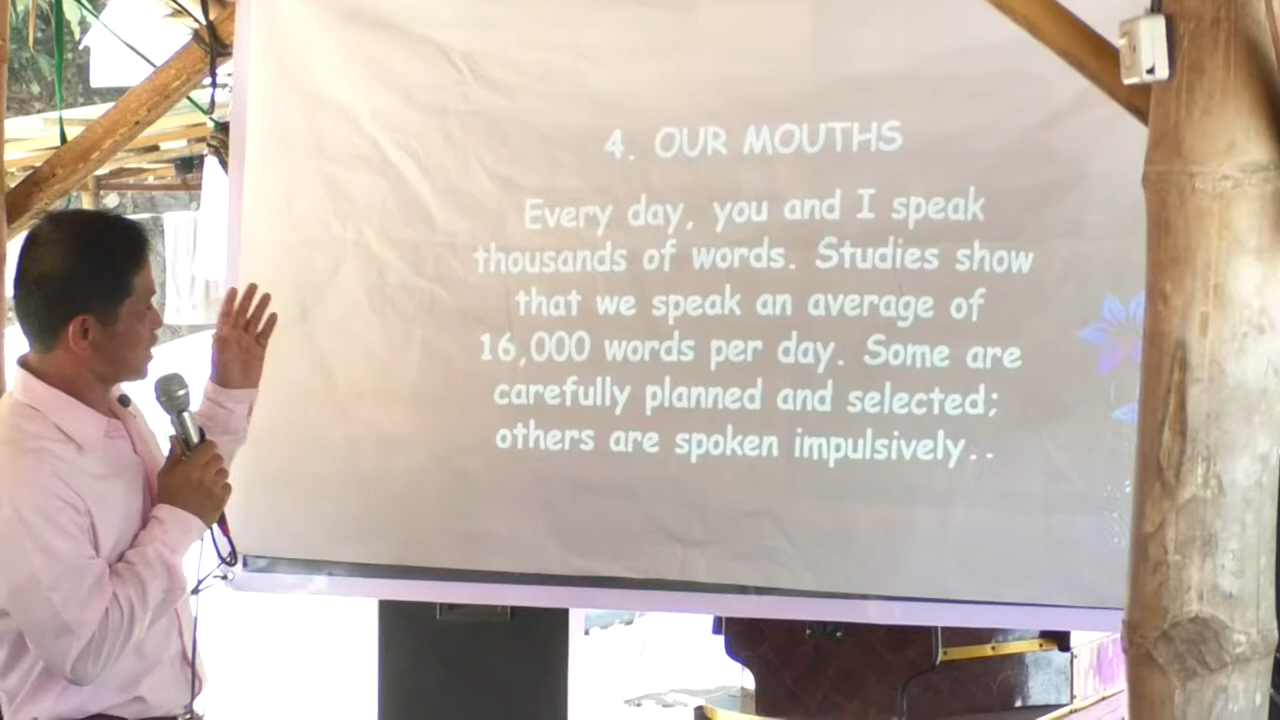 4. OUR MOUTHS
Every day, you and I speak
thousands of words. Studies show
that we speak an average of
16,000 words per day. Some are
carefully planned and selected;
others are spoken impulsively..